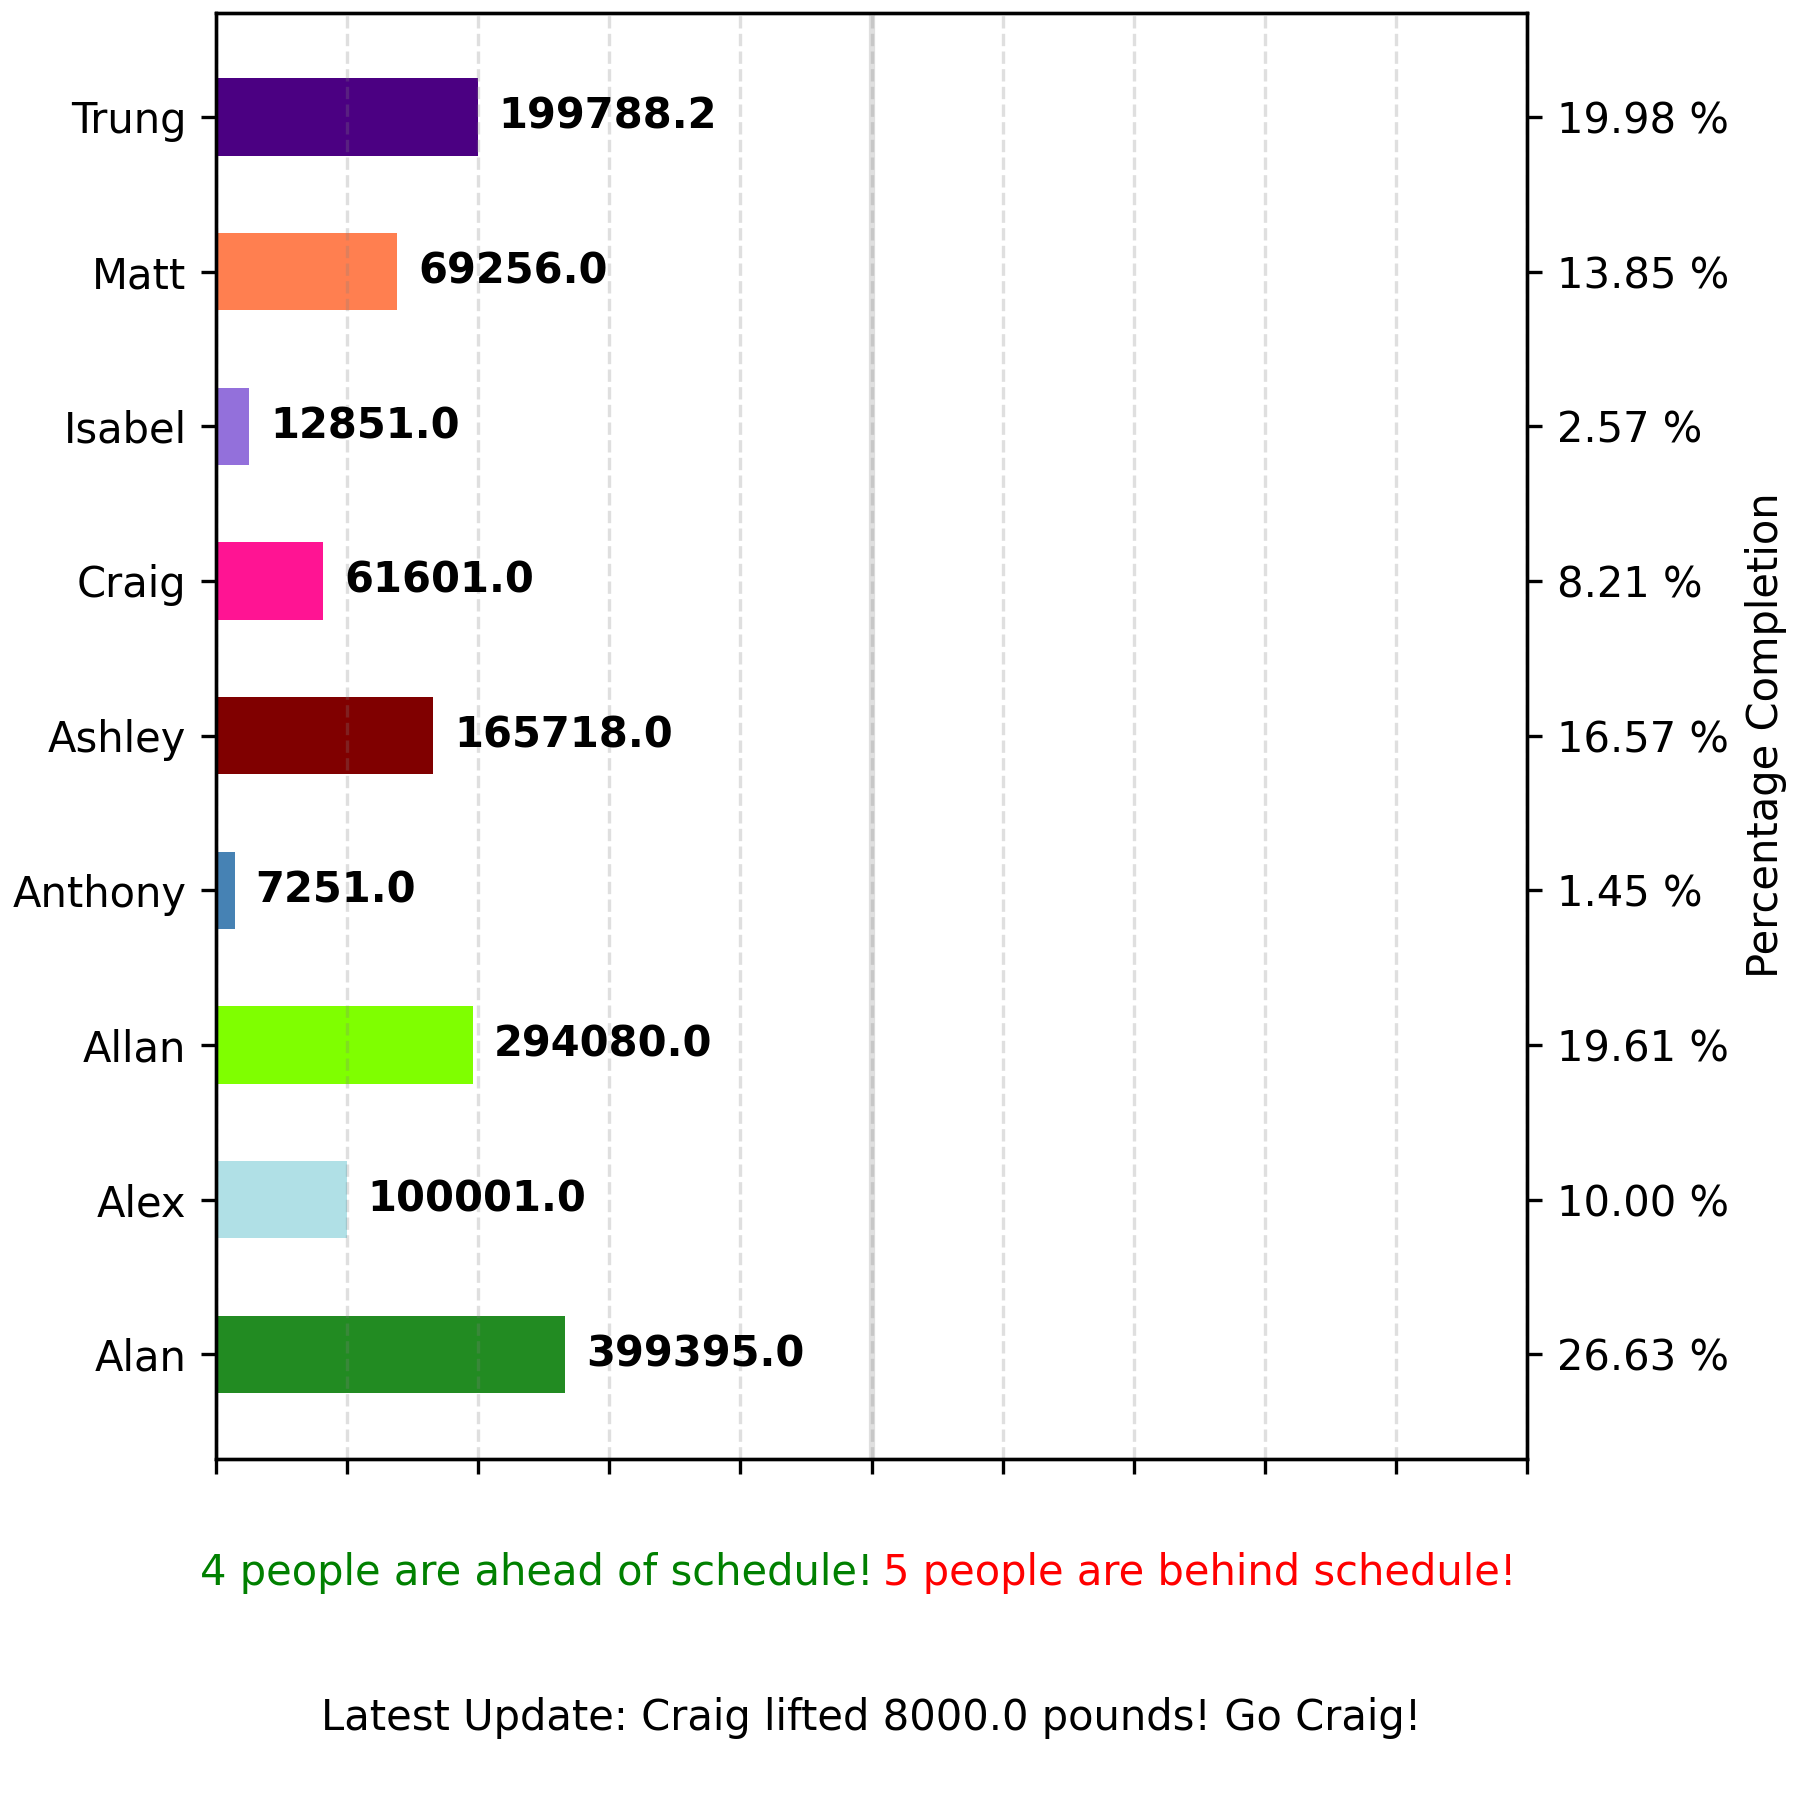 Trung 199788.2 19.98 %
Matt 69256.0 13.85 %
Isabel 12851.0 2.57 %
Craig 61601.0 8.21 %
Ashley 165718.0 16.57 %
Anthony 7251.0 1.45 %
Allan 294080.0 19.61 %
Alex 100001.0 10.00 %
Alan 399395.0 26.63 %
Percentage Completion
4 people are ahead of schedule! 5 people are behind schedule!
Latest Update: Craig lifted 8000.0 pounds! Go Craig!